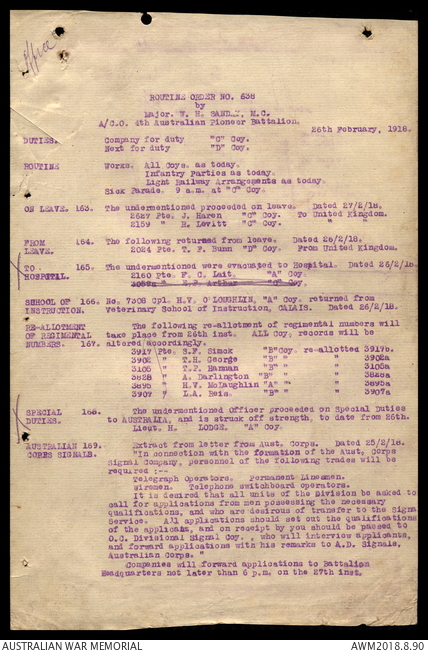 ROUTINE ORDER NO. 638
by
Major. W. H. SANDAY, M.C.
A/C.O. 4th Australian Pioneer Battalion.
26th February, 1918.
DUTIES. Company for duty "C" Coy.
Next for duty "D" Coy.
ROUTINE Works. All Coys. as today.
Infantry Parties as today.
Light Railway Arrangements as today.
Sick Parade. 9 a.m. at "C" Coy.
ON LEAVE. 163. The undermentioned proceeded on leave. Dated 27/2/18.
2627 Pte. J. Haren "C" Coy. To United Kingdom.
2159 " R. Levitt "C" Coy. " "
FROM 164. The following returned from leave. Dated 26/2/18.
LEAVE. 2024 Pte. T. F. Bunn "D" Coy. From United Kingdom.
TO 165. The undermentioned were evacuated to Hospital. Dated 26/2/18
HOSPITAL. 2160 Pte. F. C. Lait. "A" Coy.
" E.F. Arthur "C" Coy.
SCHOOL OF 166. No. 7308 Cpl. H.V. O'LOUGHLIN, "A" Coy. returned from
INSTRUCTION. Veterinary School of Instruction, CALAIS. Dated 26/2/18.
RE-ALLOTMENT The following re-allotment of regimental numbers will
OF REGIMENTAL take place from 26th inst. ALL Coy. records will be
NUMBERS. 167. altered accordingly.
3917 Pte. S.F. Simok "B"Coy. re-allotted 3917b.
3902 " T.H. George "B" " " 3902a
3105 " T.P. Hannan "B" " " 3105a
3828 " A. Darlington "B" " " 3828a
3895 " H.V. McLaughlin "A" " " 3895a
3907 " L.A. Reis. "B" " " 3907a
SPECIAL 168. The undermentioned Officer proceeded on Special Duties
DUTIES. to AUSTRALIA, and is struck off strength, to date from 26th.
Lieut. H. LODGE. "A" Coy.
AUSTRALIAN 169. Extract from letter from Aust. Corps. Dated 25/2/18.
CORPS SIGNALS. "In connection with the formation of the Aust. Corps
Signal Company, personnel of the following trades will be
required :--
Telegraph Operators. Permanent Linesmen.
Wiremen. Telephone switchboard operators.
It is desired that all units of the Division be asked to
call for applications from men possessing the necessary
qualifications, and who are desirous of transfer to the Signal
Service. All applications should set out the qualifications
of the applicant, and on receipt by you should be passed to
O.C. Divisional Signal Coy., who will interview applicants,
and forward applications with his remarks to A.D. Signals,
Australian Corps. "
Companies will forward applications to Battalion
Headquarters not later than 6 p.m. on the 27th inst.
AUSTRALIAN WAR MEMORIAL
AWM2018.8.90